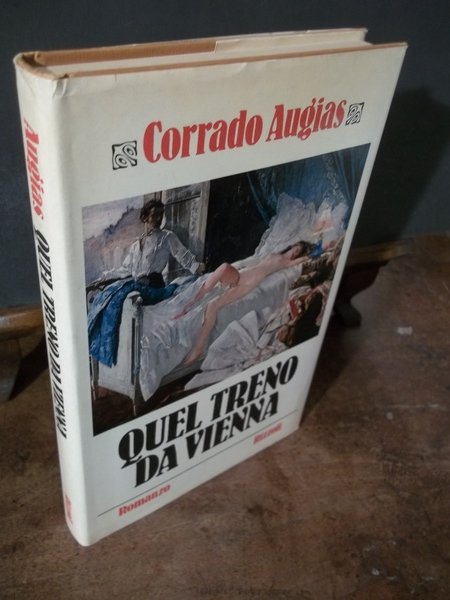 Corrado Augias
QUEL TRENO
DA VIENNA
Rizzoli
Romanzo
Augias QUEL TRENO DA VIENNA